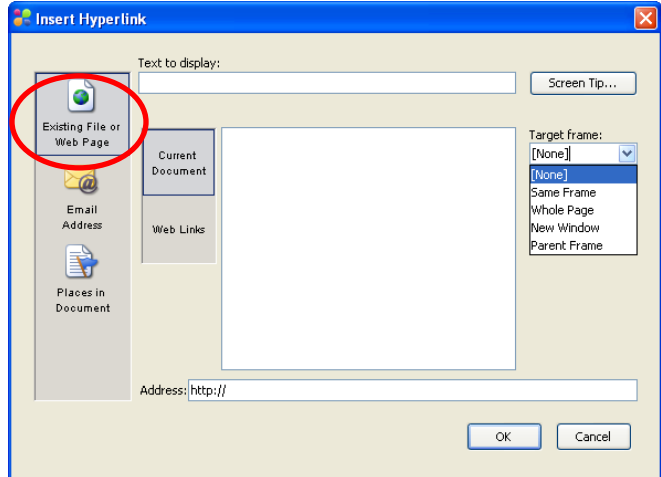 Insert Hyperlink
Text to display:
Screen Tip...
Existing File or
Web Page
Email
Address
Places in
Document
Current
Document
Web Links
Target frame:
[None]
[None]
Same Frame
Whole Page
New Window
Parent Frame
Address: http://
OK
Cancel